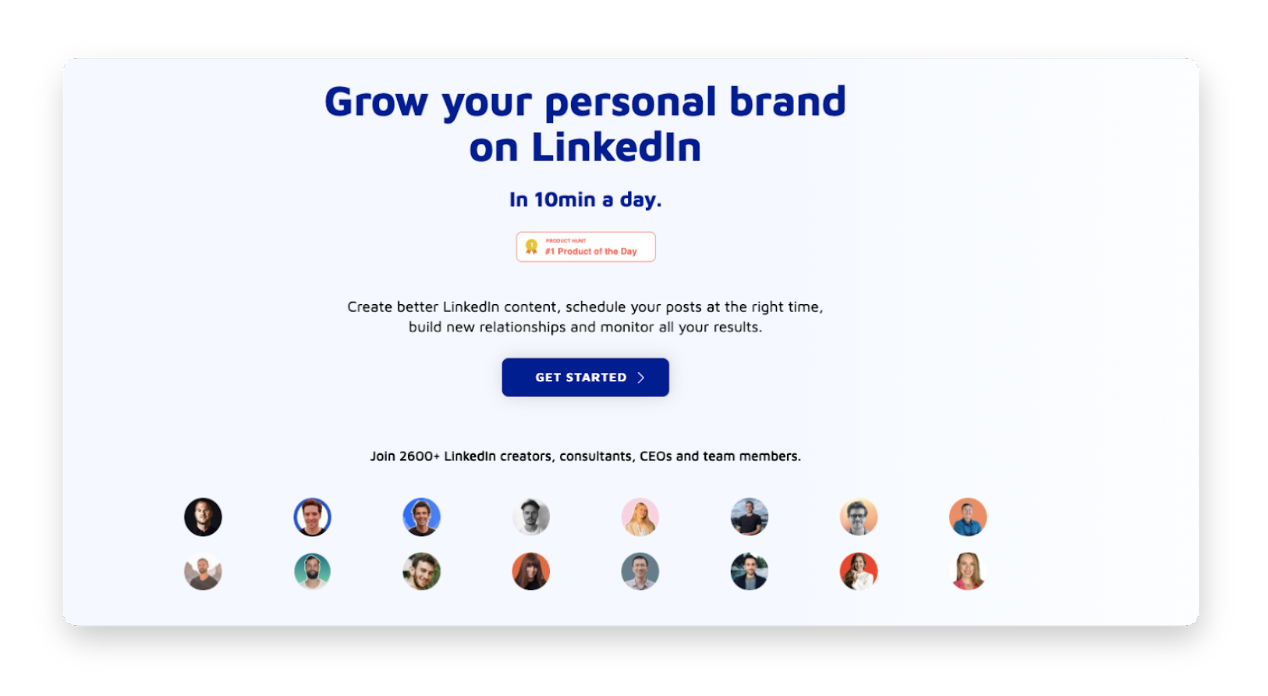 Grow your personal brand
on LinkedIn
In 10min a day.
PRODUCT HUNT
#1 Product of the Day
Create better LinkedIn content, schedule your posts at the right time,
build new relationships and monitor all your results.
GET STARTED
Join 2600+ LinkedIn creators, consultants, CEOs and team members.